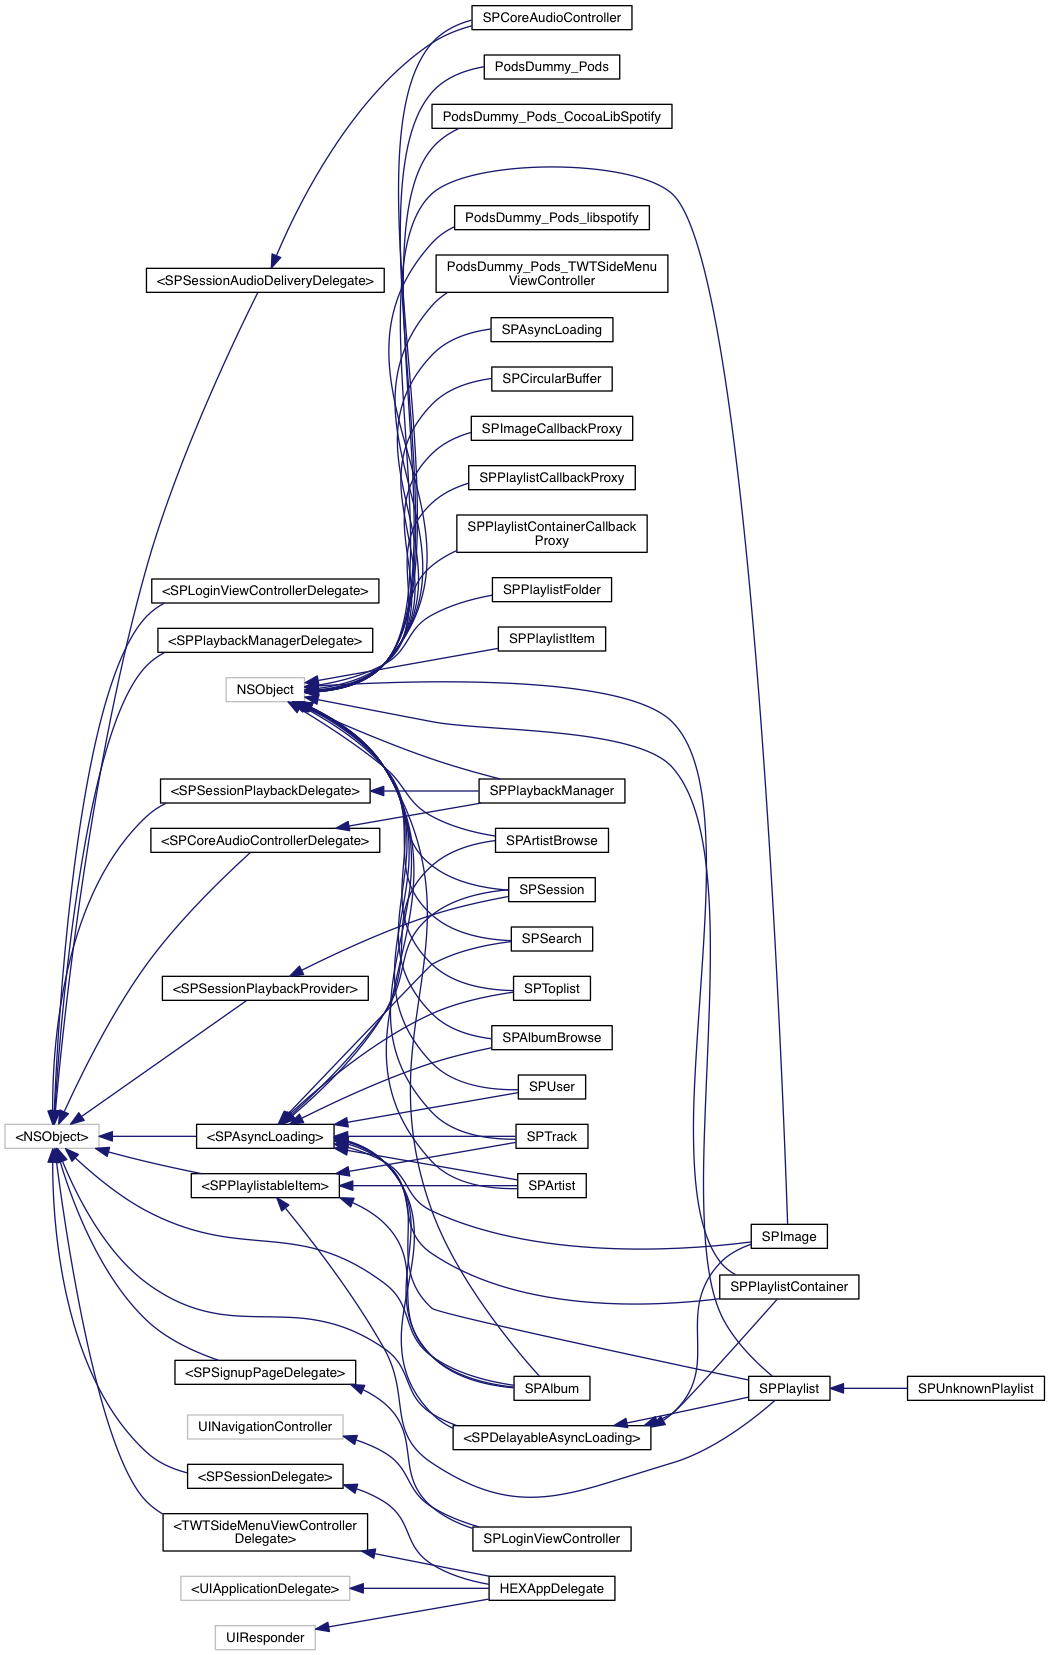 SPCoreAudioController
PodsDummy_Pods
PodsDummy_Pods_CocoaLibSpotify
PodsDummy_Pods_libspotify
PodsDummy_Pods_TWTSideMenu
ViewController
<SPSessionAudioDeliveryDelegate>
SPAsyncLoading
SPCircularBuffer
SPImageCallbackProxy
SPPlaylistCallbackProxy
SPPlaylistContainerCallback
Proxy
<SPLoginViewControllerDelegate>
SPPlaylistFolder
<SPPlaybackManagerDelegate>
SPPlaylistItem
NSObject
<SPSessionPlaybackDelegate>
SPPlaybackManager
<SPCoreAudioControllerDelegate>
SPArtistBrowse
SPSession
SPSearch
<SPSessionPlaybackProvider>
SPToplist
SPAlbumBrowse
SPUser
<NSObject>
<SPAsyncLoading>
SPTrack
<SPPlaylistableItem>
SPArtist
SPImage
SPPlaylistContainer
<SPSignupPageDelegate>
SPAlbum
SPPlaylist
SPUnknownPlaylist
UINavigationController
<SPDelayableAsyncLoading>
<SPSessionDelegate>
<TWTSideMenuViewController
Delegate>
SPLoginViewController
<UIApplicationDelegate>
HEXAppDelegate
UIResponder